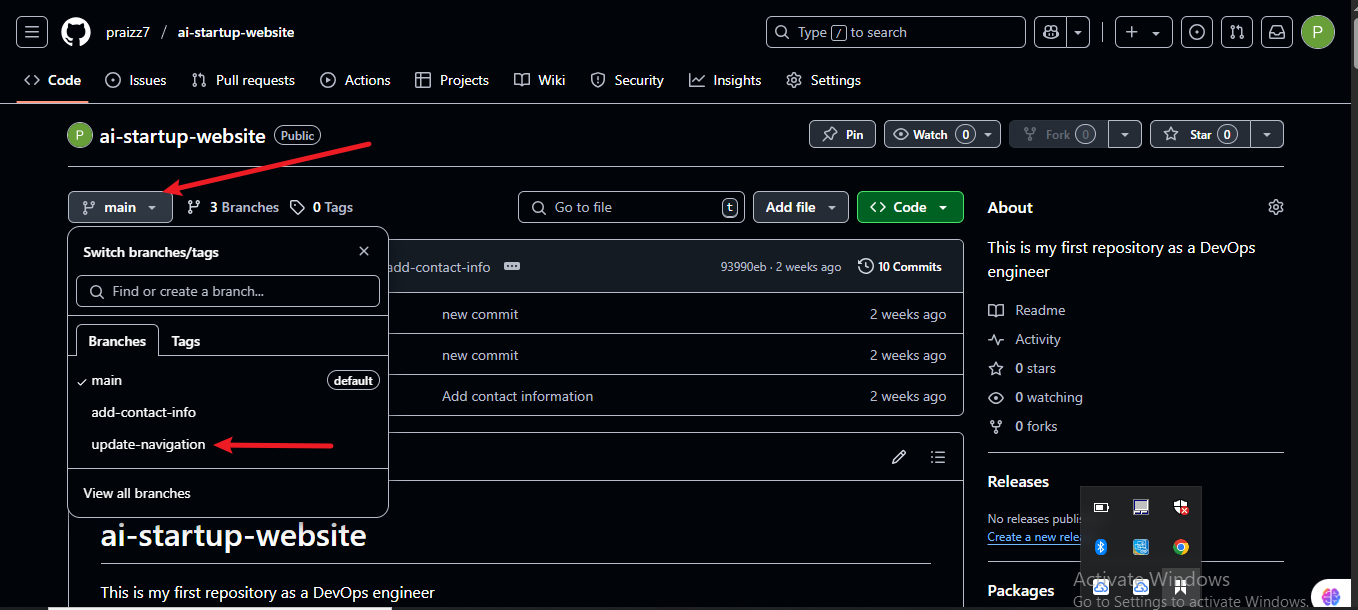 praizz7 / ai-startup-website
Type / to search
P
Code Issues Pull requests Actions Projects Wiki Security Insights Settings
P ai-startup-website Public
Pin Watch 0 Fork 0 Star 0
main 3 Branches 0 Tags
Go to file t Add file Code
Switch branches/tags
Find or create a branch...
Branches Tags
main default
add-contact-info
update-navigation
View all branches
add-contact-info 93990eb · 2 weeks ago 10 Commits
new commit 2 weeks ago
new commit 2 weeks ago
Add contact information 2 weeks ago
ai-startup-website
This is my first repository as a DevOps engineer
About
This is my first repository as a DevOps
engineer
Readme
Activity
0 stars
0 watching
0 forks
Releases
No releases publis
Create a new relea
Packages
Activate Windows
Go to Settings to activate Windows.